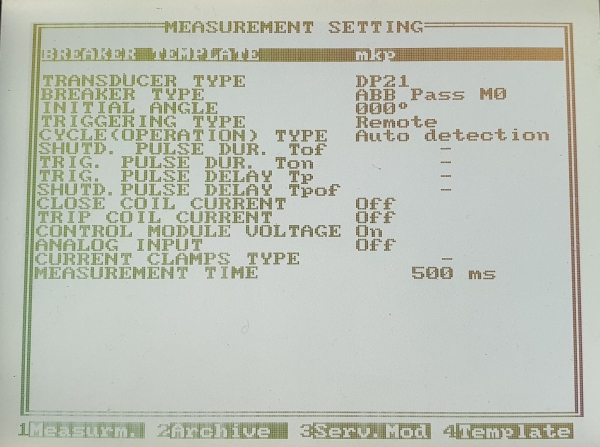 MEASUREMENT SETTING
BREAKER TEMPLATE mkp
TRANSDUCER TYPE DP21
BREAKER TYPE ABB Pass M0
INITIAL ANGLE 000°
TRIGGERING TYPE Remote
CYCLE(OPERATION) TYPE Auto detection
SHUTD. PULSE DUR. Tof -
TRIG. PULSE DUR. Ton -
TRIG. PULSE DELAY Tp -
SHUTD.PULSE DELAY Tpof -
CLOSE COIL CURRENT Off
TRIP COIL CURRENT Off
CONTROL MODULE VOLTAGE On
ANALOG INPUT Off
CURRENT CLAMPS TYPE -
MEASUREMENT TIME 500 ms
1Measurm. 2Archive 3Serv.Mod 4Template